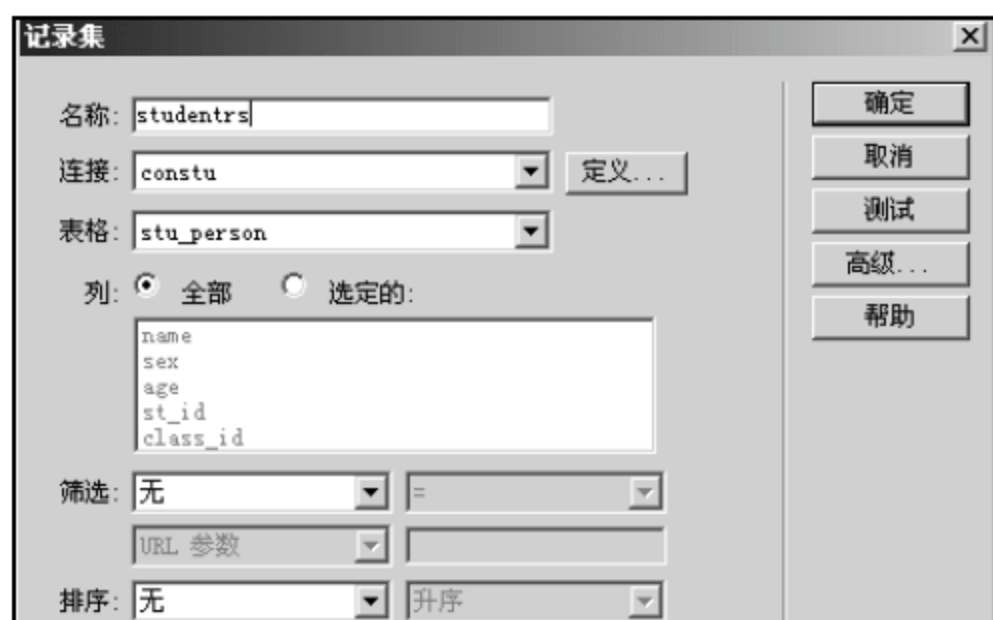 记录集
名称: studentrs
确定
连接: constu
定义...
取消
表格: stu_person
测试
高级...
列: 全部 选定的:
帮助
name
sex
age
st_id
class_id
筛选: 无 =
URL 参数
排序: 无 升序